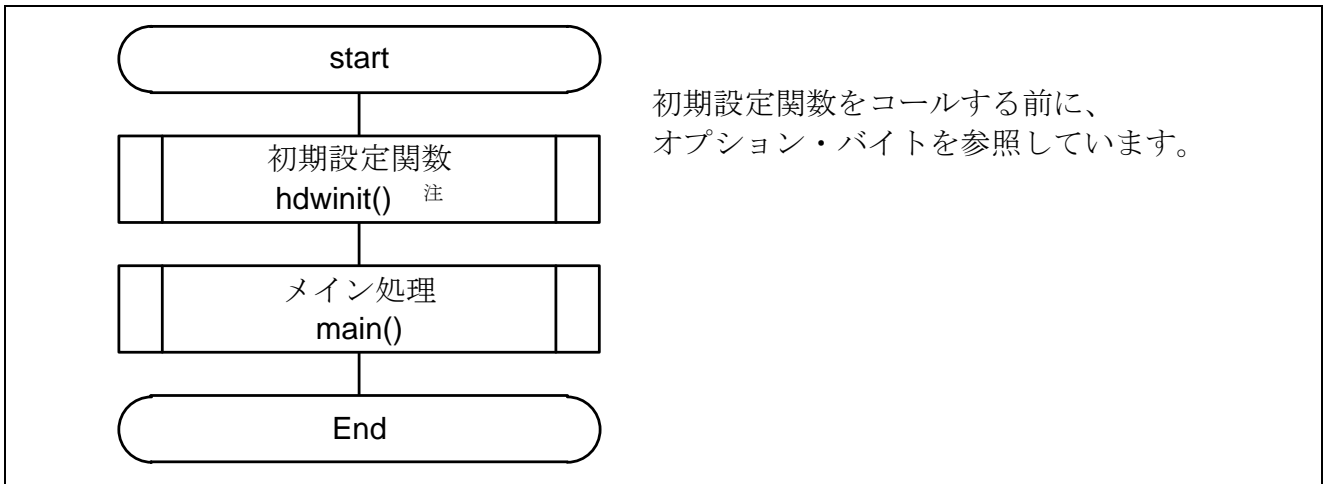 start
初期設定関数をコールする前に、
オプション・バイトを参照しています。
初期設定関数
hdwinit() 注
メイン処理
main()
End